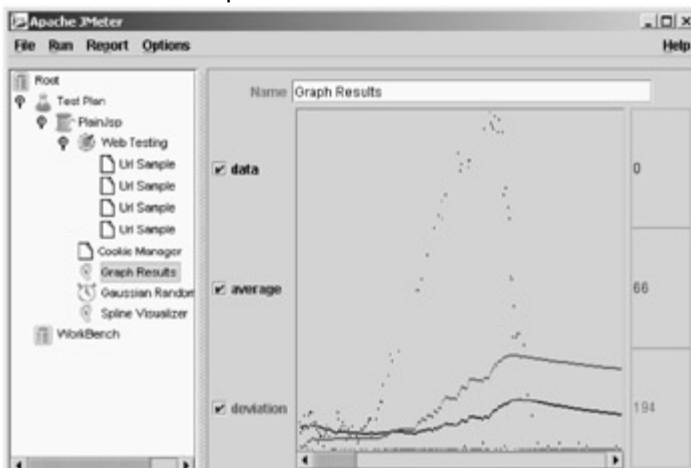 Apache JMeter
File Run Report Options Help
Root
Test Plan
PlainJsp
Web Testing
Url Sample
Url Sample
Url Sample
Url Sample
Cookie Manager
Graph Results
Gaussian Randon
Spline Visualizer
WorkBench
Name Graph Results
data
0
average
66
deviation
194